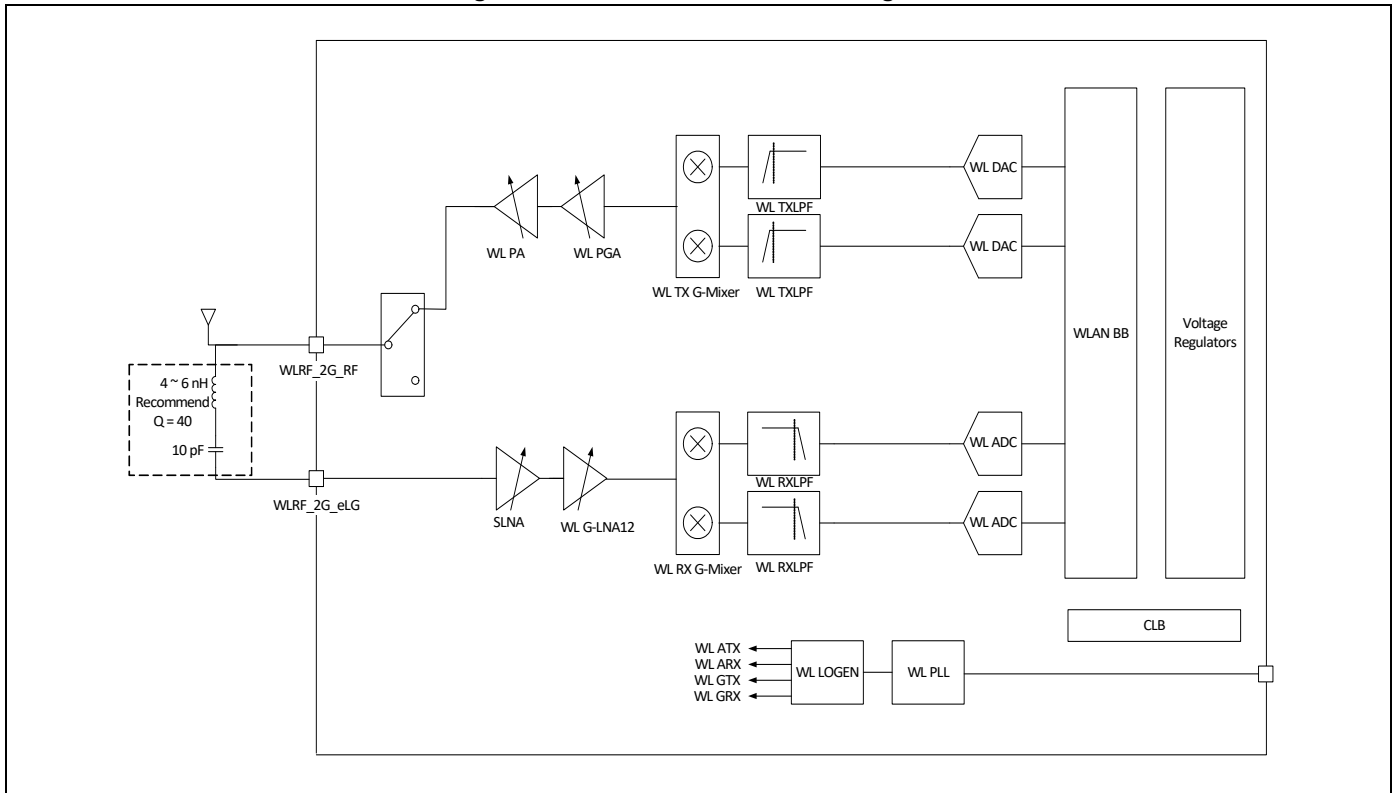 WL DAC
WL TXLPF
WL DAC
WL PA
WL PGA
WL TX G-Mixer
WL TXLPF
WLAN BB
Voltage
Regulators
WLRF_2G_RF
4 ~ 6 nH
Recommend
Q = 40
10 pF
WL ADC
WL RXLPF
WL ADC
WLRF_2G_eLG
SLNA
WL G-LNA12
WL RX G-Mixer
WL RXLPF
CLB
WL ATX
WL ARX
WL GTX
WL GRX
WL LOGEN
WL PLL